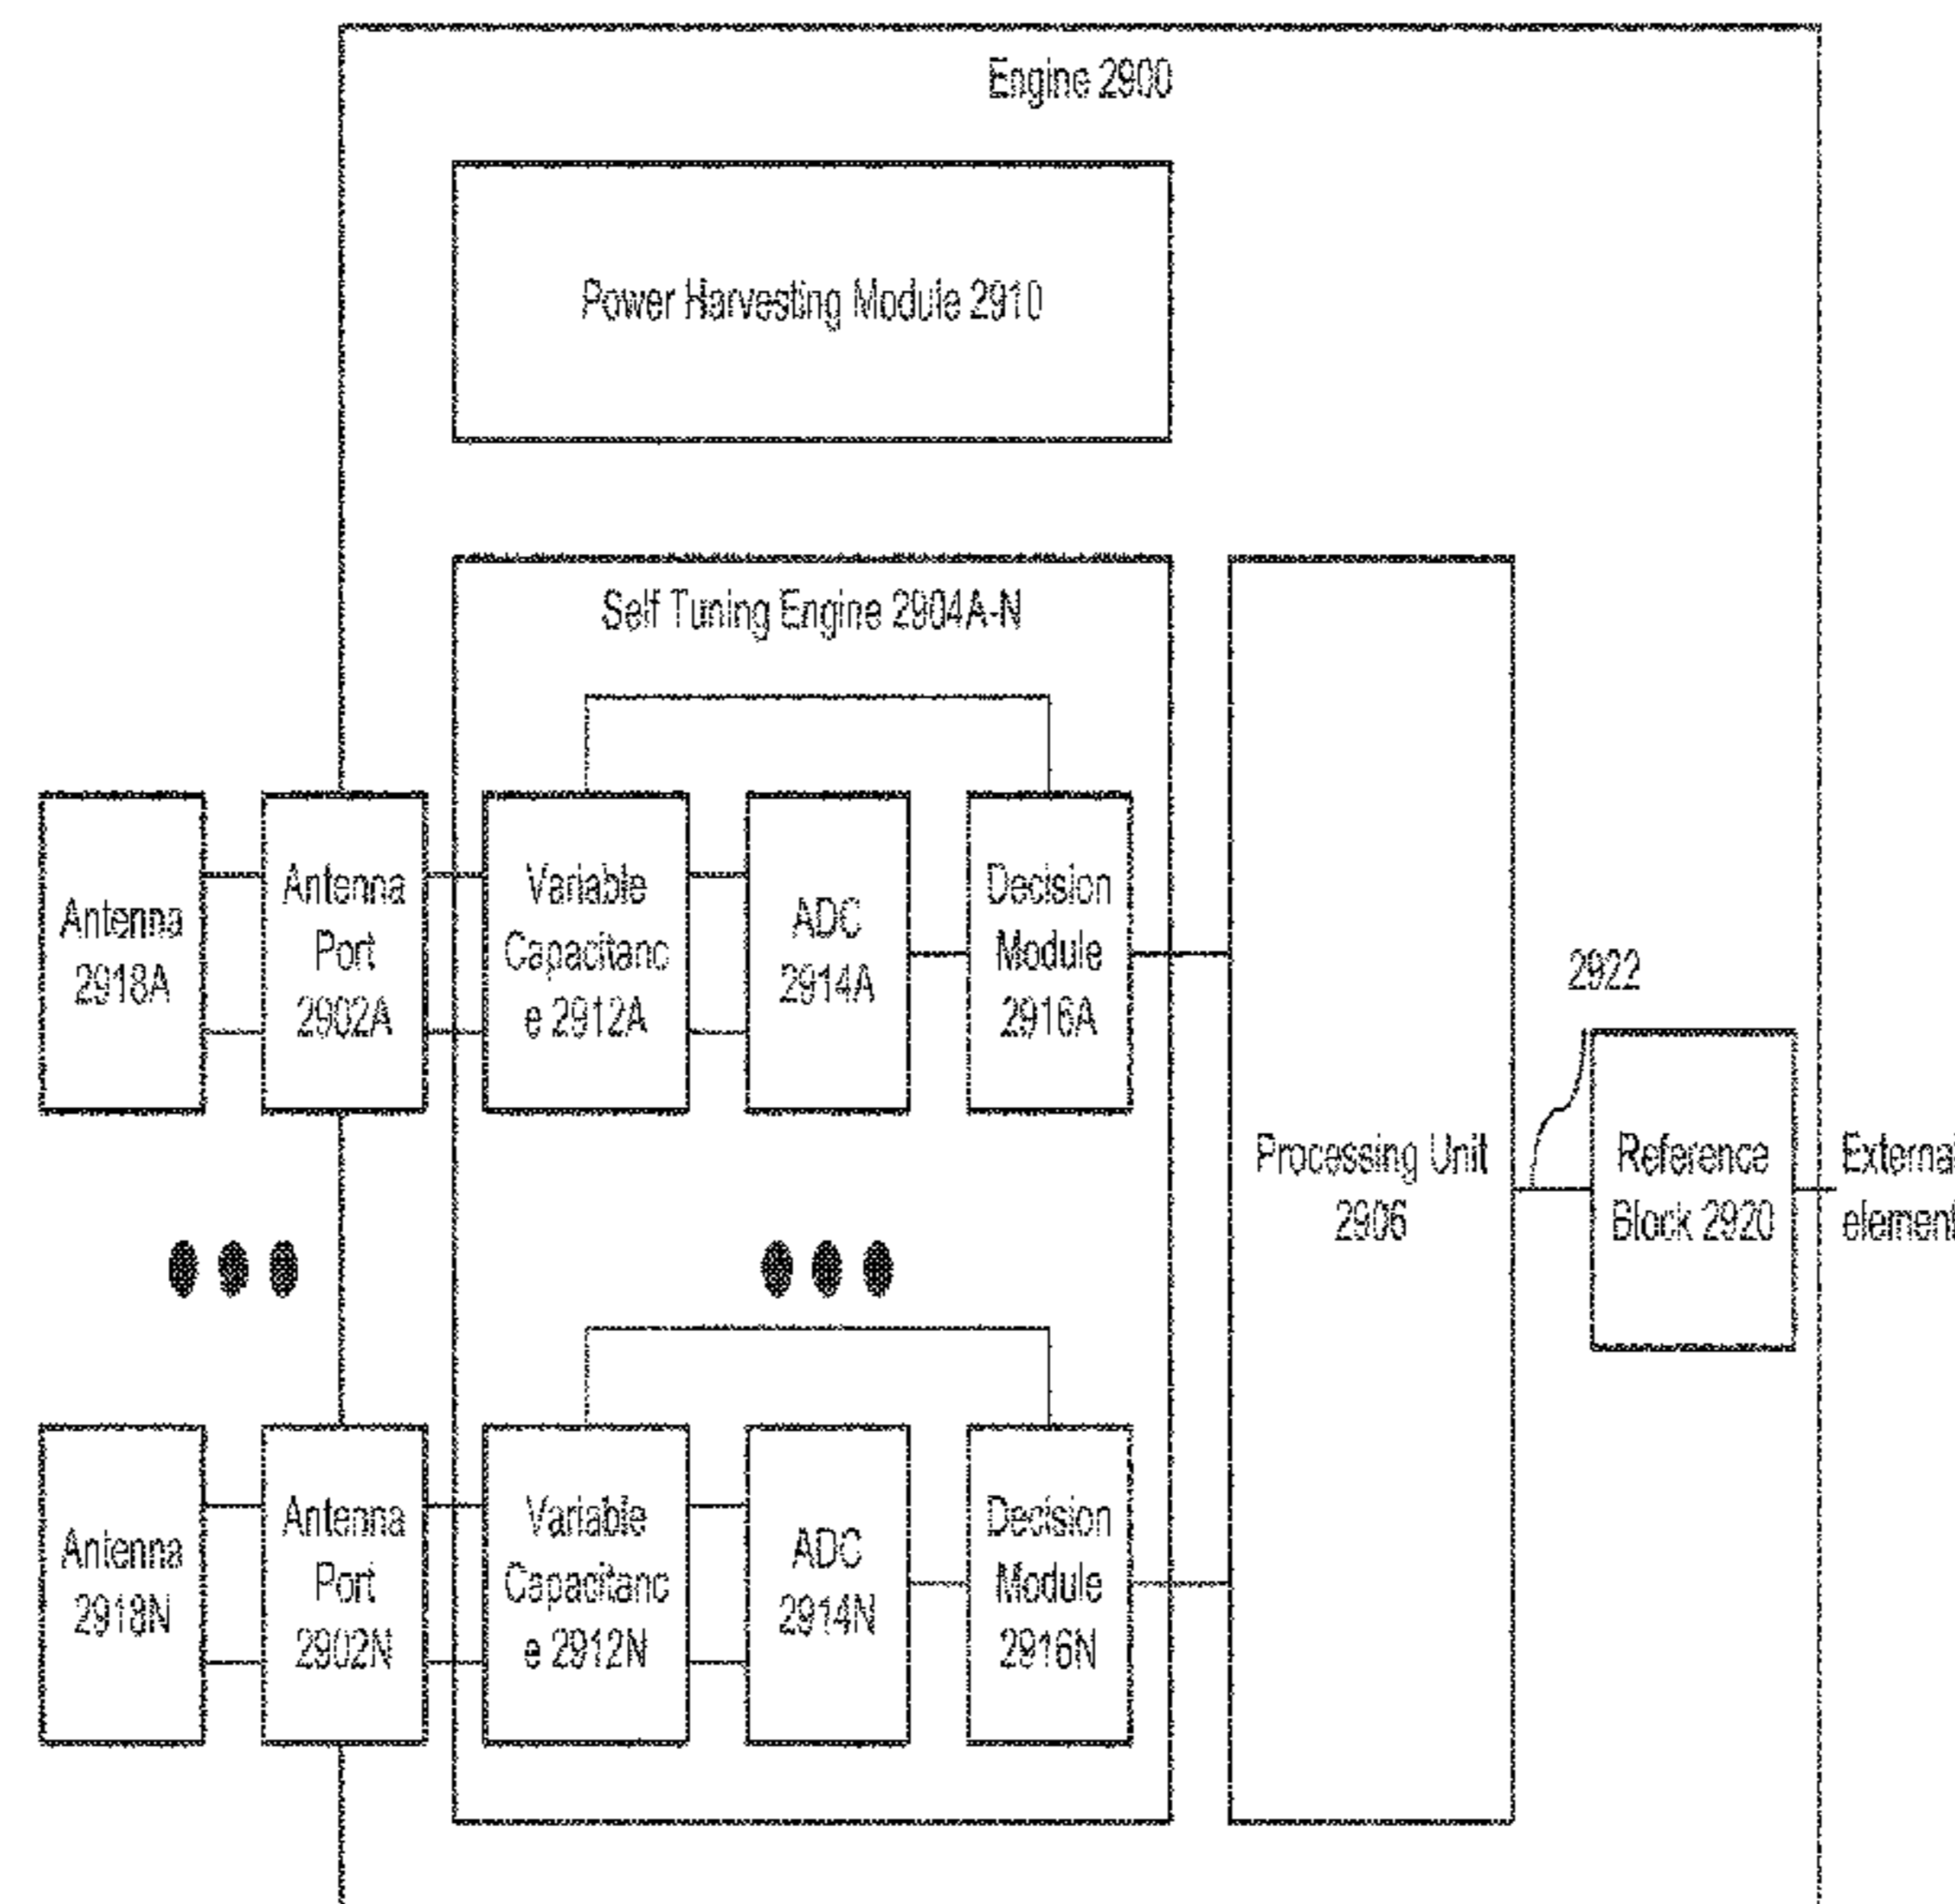 Engine 2900
Power Harvesting Module 2910
Self Tuning Engine 2904A-N
Antenna
2918A
Antenna
Port
2902A
Variable
Capacitanc
e 2912A
ADC
2914A
Decision
Module
2916A
2922
Processing Unit
2906
Reference
Block 2920
External
element
Antenna
2918N
Antenna
Port
2902N
Variable
Capacitanc
e 2912N
ADC
2914N
Decision
Module
2916N